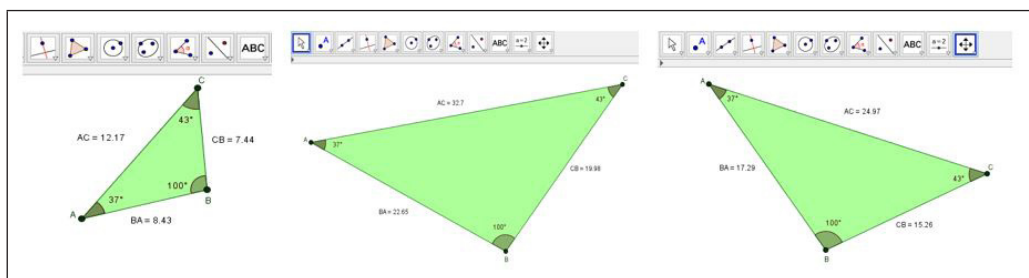 ABC
C
43°
AC = 12.17
CB = 7.44
100°
37°
A
B
BA = 8.43
A
ABC
a=2
C
AC = 32.7
43°
A
37°
CB = 19.98
BA = 22.65
100°
B
A
ABC
a=2
A
37°
AC = 24.97
BA = 17.29
C
43°
100°
CB = 15.26
B